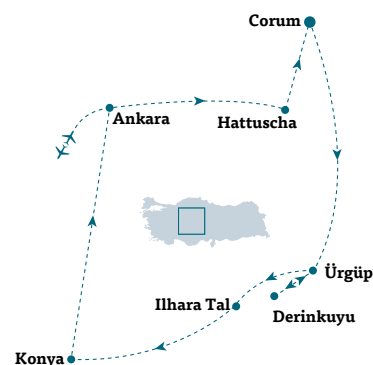 Corum
Ankara
Hattuscha
Ürgüp
Ilhara Tal
Derinkuyu
Konya